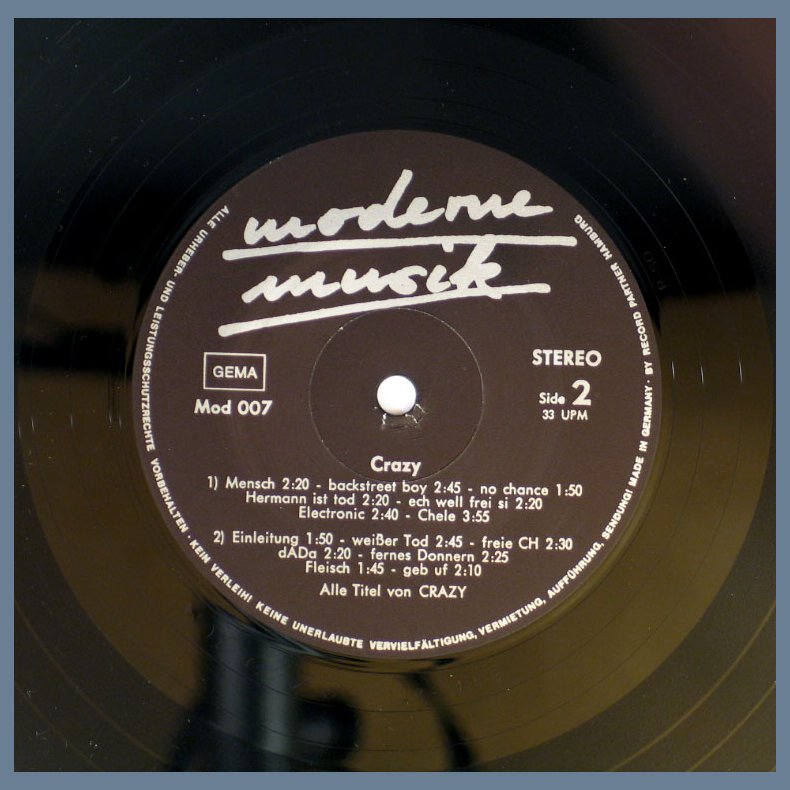 moderne
musik
GEMA
Mod 007
STEREO
Side 2
33 UPM
Crazy
1) Mensch 2:20 - backstreet boy 2:45 - no chance 1:50
Hermann ist tod 2:20 - ech well frei si 2:20
Electronic 2:40 - Chele 3:55
2) Einleitung 1:50 - weißer Tod 2:45 - freie CH 2:30
dADa 2:20 - fernes Donnern 2:25
Fleisch 1:45 - geb uf 2:10
Alle Titel von CRAZY
ALLE URHEBER- UND LEISTUNGSSCHUTZRECHTE VORBEHALTEN · KEIN VERLEIH! KEINE UNERLAUBTE VERVIELFÄLTIGUNG, VERMIETUNG, AUFFÜHRUNG, SENDUNG! MADE IN GERMANY · BY RECORD PARTNER HAMBURG